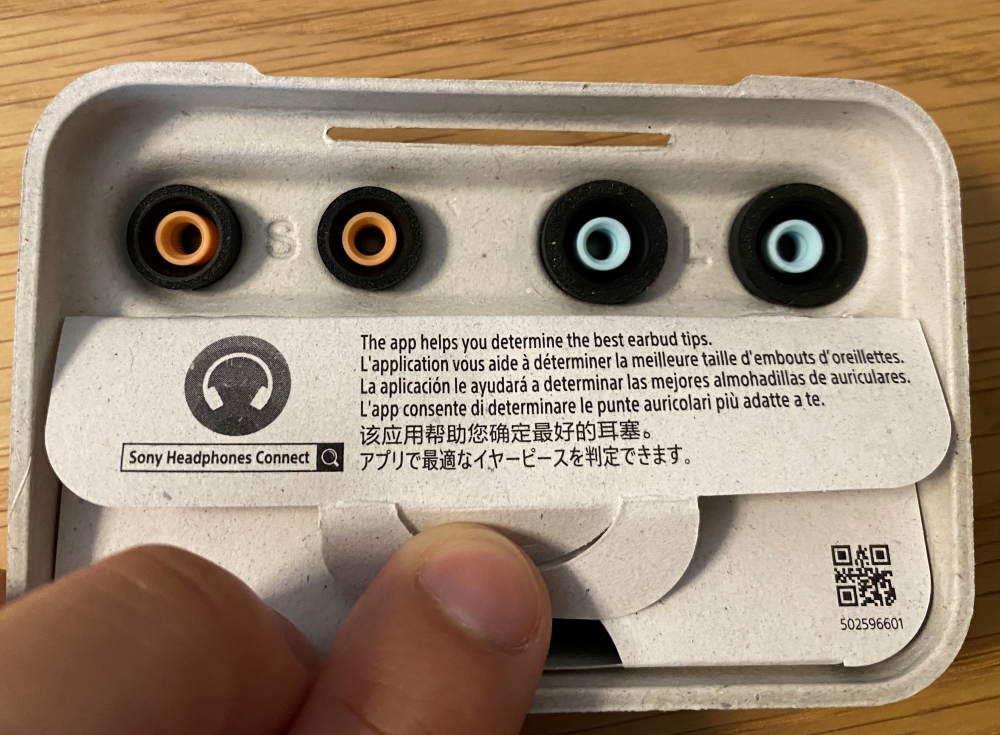 S
L
The app helps you determine the best earbud tips.
L'application vous aide à déterminer la meilleure taille d'embouts d'oreillettes.
La aplicación le ayudará a determinar las mejores almohadillas de auriculares.
L'app consente di determinare le punte auricolari più adatte a te.
该应用帮助您确定最好的耳塞。
アプリで最適なイヤーピースを判定できます。
Sony Headphones Connect
502596601